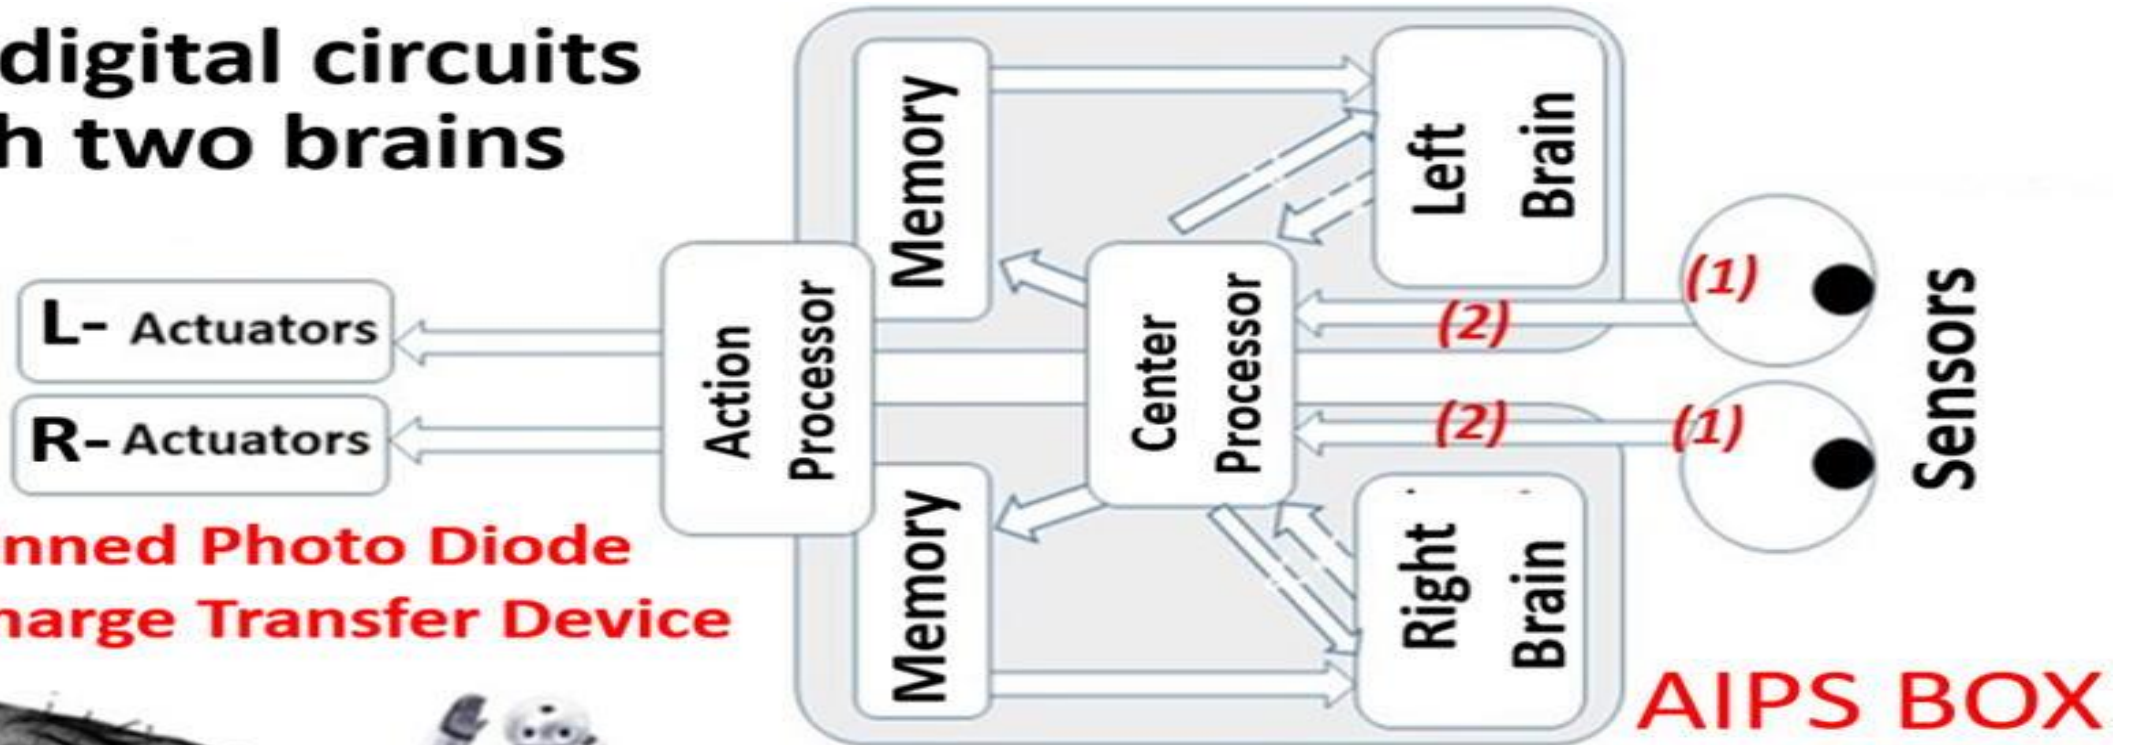 digital circuits
h two brains
L- Actuators
R- Actuators
nned Photo Diode
harge Transfer Device
Action
Processor
Memory
Memory
Center
Processor
Left
Brain
Right
Brain
(1)
(2)
(2)
(1)
Sensors
AIPS BOX